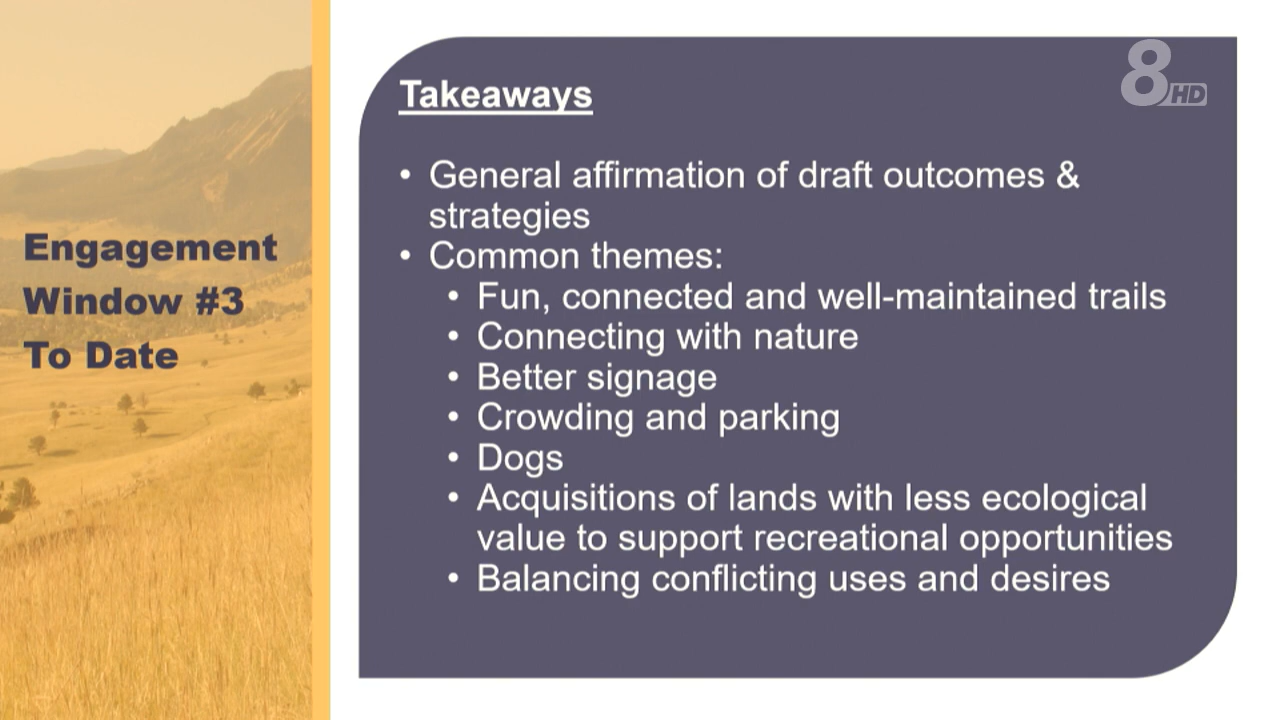 Engagement
Window #3
To Date
8
HD
Takeaways
• General affirmation of draft outcomes &
strategies
• Common themes:
• Fun, connected and well-maintained trails
• Connecting with nature
• Better signage
• Crowding and parking
• Dogs
• Acquisitions of lands with less ecological
value to support recreational opportunities
• Balancing conflicting uses and desires